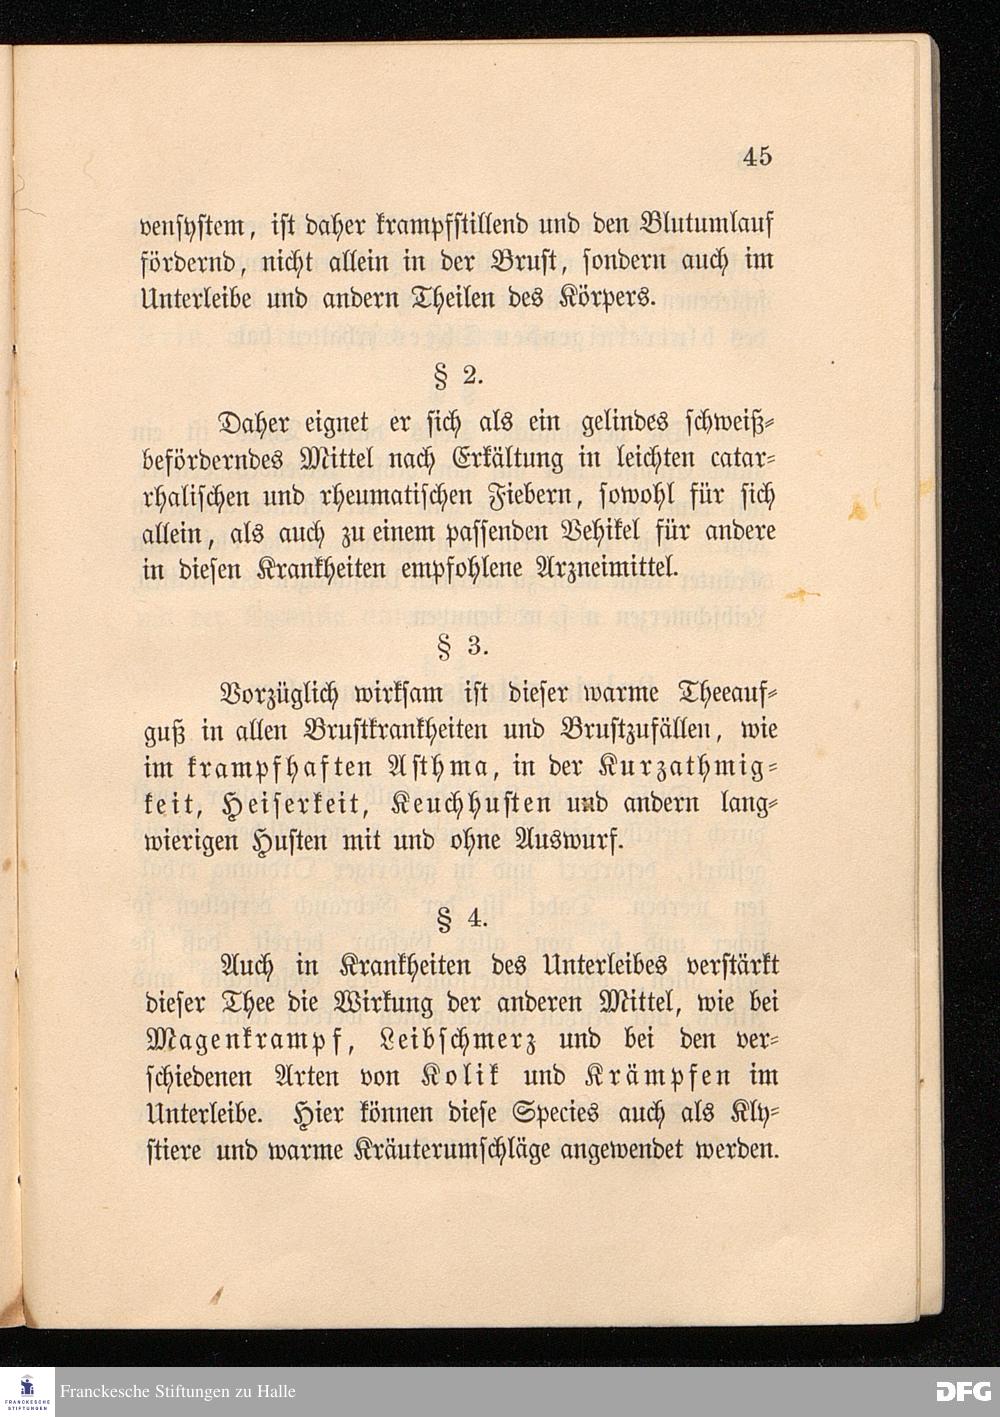 45
vensystem, ist daher krampfstillend und den Blutumlauf
fördernd, nicht allein in der Brust, sondern auch im
Unterleibe und andern Theilen des Körpers.
§ 2.
Daher eignet er sich als ein gelindes schweiß-
beförderndes Mittel nach Erkältung in leichten catar-
rhalischen und rheumatischen Fiebern, sowohl für sich
allein, als auch zu einem passenden Vehikel für andere
in diesen Krankheiten empfohlene Arzneimittel.
§ 3.
Vorzüglich wirksam ist dieser warme Theeauf-
guß in allen Brustkrankheiten und Brustzufällen, wie
im krampfhaften Asthma, in der Kurzathmig-
keit, Heiserkeit, Keuchhusten und andern lang-
wierigen Husten mit und ohne Auswurf.
§ 4.
Auch in Krankheiten des Unterleibes verstärkt
dieser Thee die Wirkung der anderen Mittel, wie bei
Magenkrampf, Leibschmerz und bei den ver-
schiedenen Arten von Kolik und Krämpfen im
Unterleibe. Hier können diese Species auch als Kly-
stiere und warme Kräuterumschläge angewendet werden.
FRANCKESCHE
STIFTUNGEN
Franckesche Stiftungen zu Halle
DFG